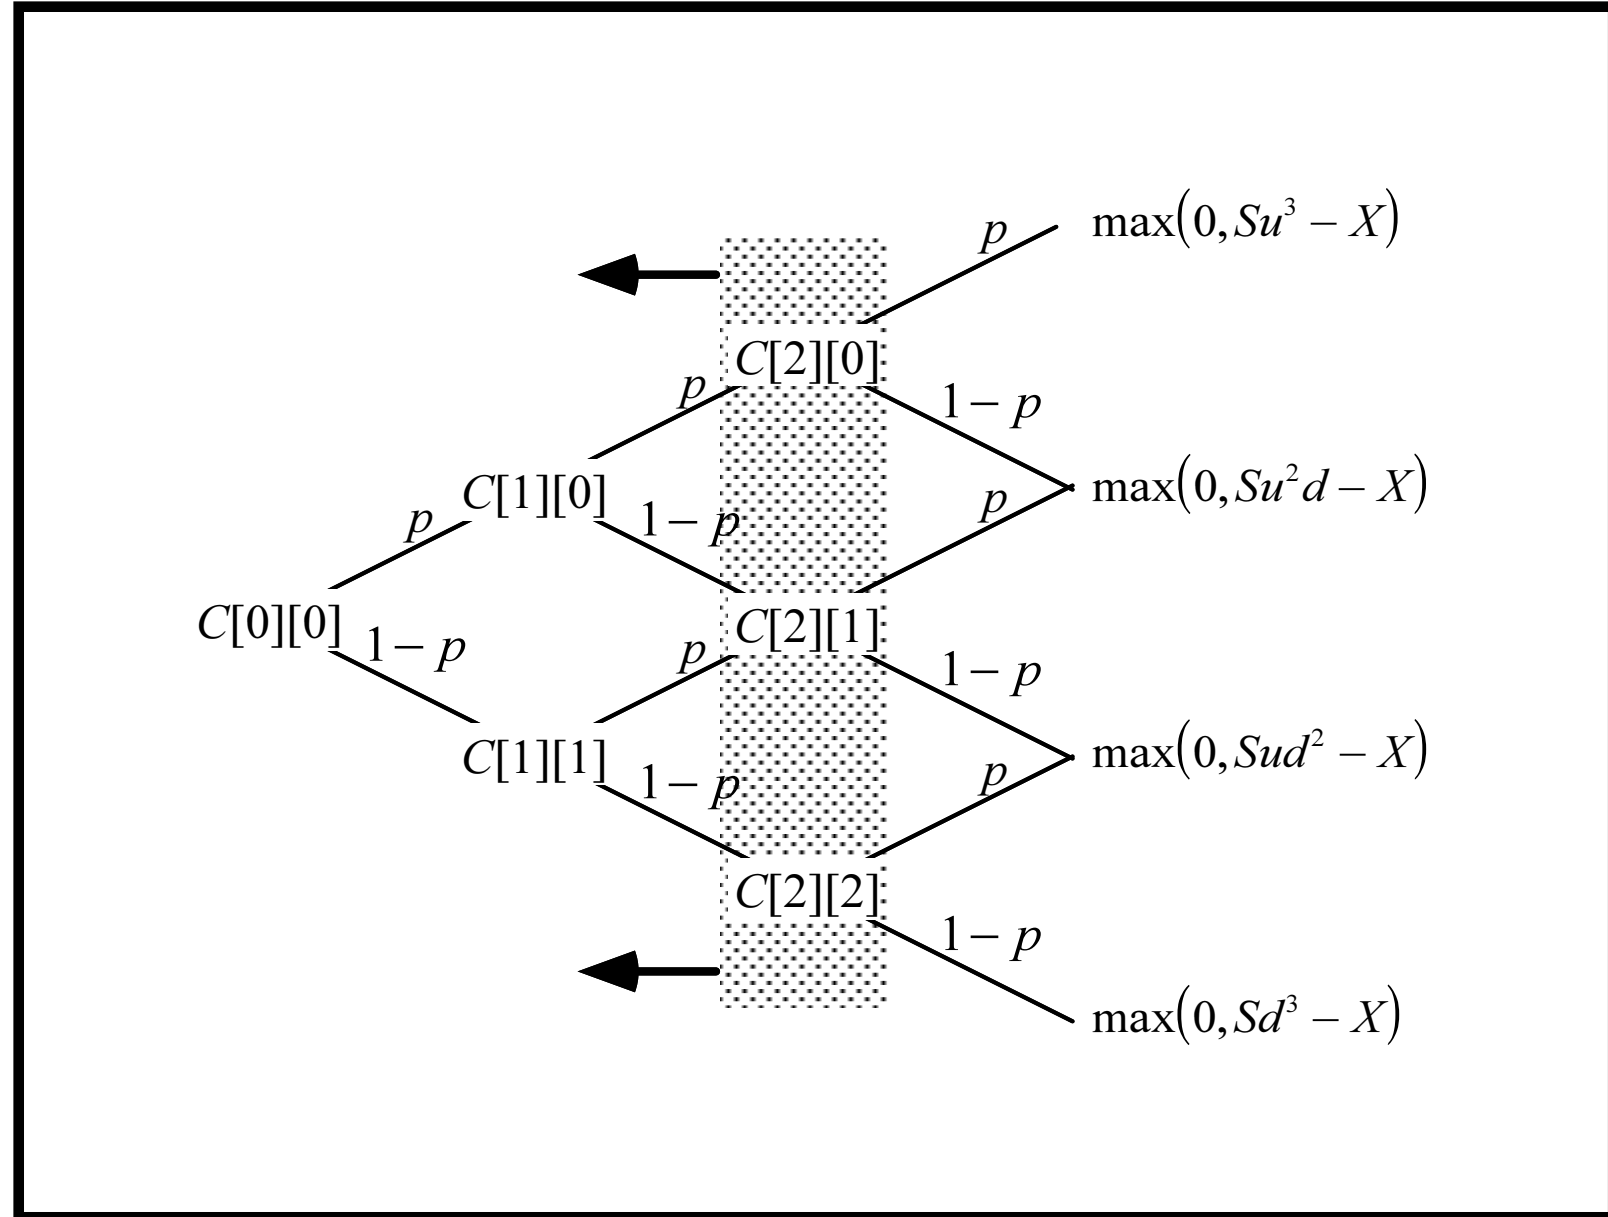 p
max(0, Su³ − X)
C[2][0]
p
1 − p
C[1][0]
max(0, Su²d − X)
p
1 − p
p
C[0][0]
C[2][1]
1 − p
p
1 − p
max(0, Sud² − X)
C[1][1]
1 − p
p
C[2][2]
1 − p
max(0, Sd³ − X)